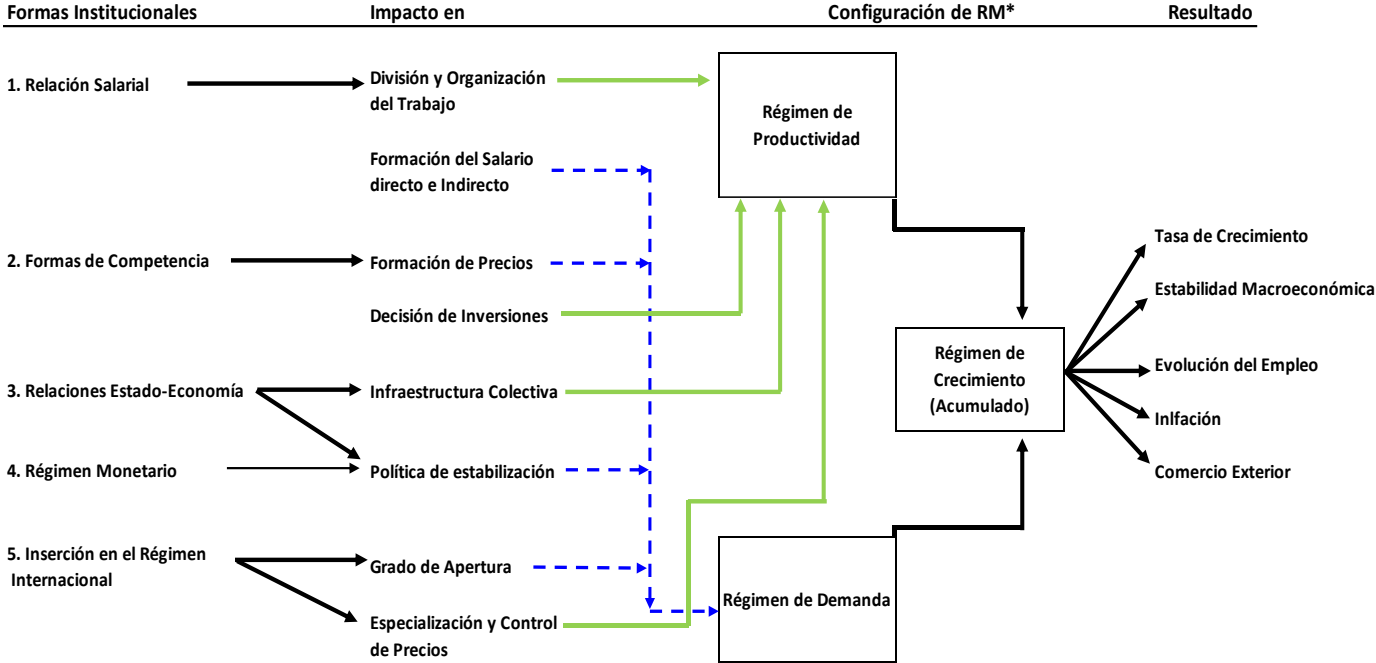 Formas Institucionales
Impacto en
Configuración de RM*
Resultado
1. Relación Salarial
División y Organización
del Trabajo
Formación del Salario
directo e Indirecto
2. Formas de Competencia
Formación de Precios
Decisión de Inversiones
3. Relaciones Estado-Economía
Infraestructura Colectiva
4. Régimen Monetario
Política de estabilización
5. Inserción en el Régimen
Internacional
Grado de Apertura
Especialización y Control
de Precios
Régimen de
Productividad
Régimen de Demanda
Régimen de
Crecimiento
(Acumulado)
Tasa de Crecimiento
Estabilidad Macroeconómica
Evolución del Empleo
Inlfación
Comercio Exterior